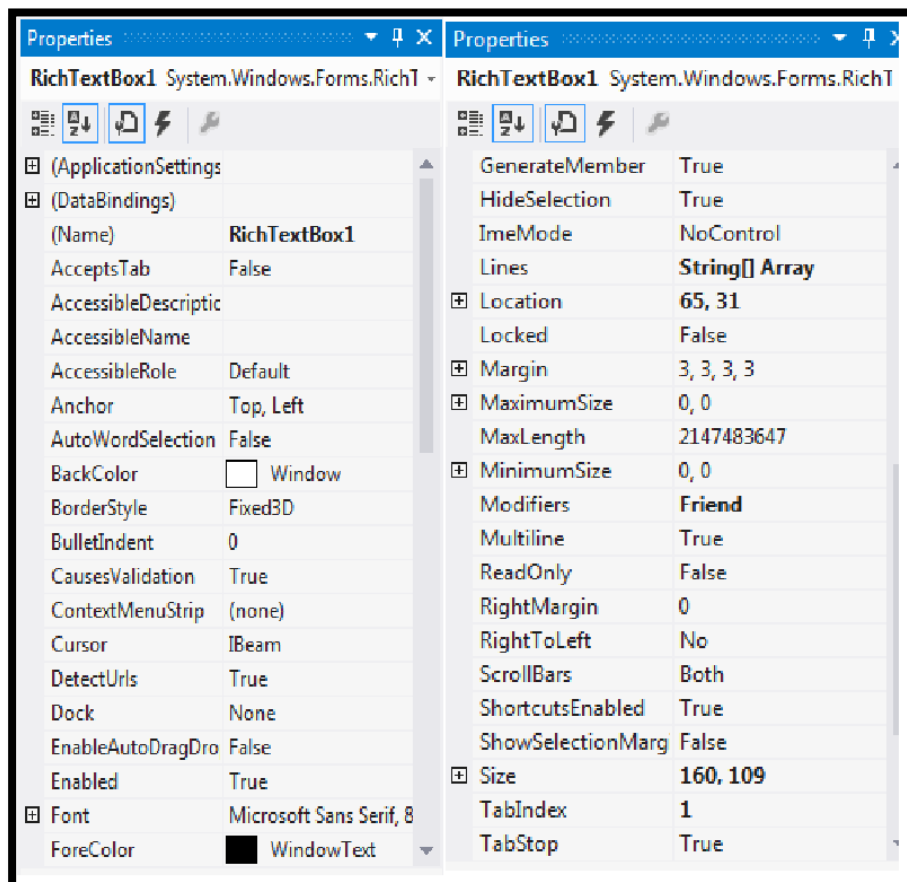 Properties
RichTextBox1 System.Windows.Forms.RichT
(ApplicationSettings
(DataBindings)
(Name) RichTextBox1
AcceptsTab False
AccessibleDescriptic
AccessibleName
AccessibleRole Default
Anchor Top, Left
AutoWordSelection False
BackColor Window
BorderStyle Fixed3D
BulletIndent 0
CausesValidation True
ContextMenuStrip (none)
Cursor IBeam
DetectUrls True
Dock None
EnableAutoDragDro False
Enabled True
Font Microsoft Sans Serif, 8
ForeColor WindowText
Properties
RichTextBox1 System.Windows.Forms.RichT
GenerateMember True
HideSelection True
ImeMode NoControl
Lines String[] Array
Location 65, 31
Locked False
Margin 3, 3, 3, 3
MaximumSize 0, 0
MaxLength 2147483647
MinimumSize 0, 0
Modifiers Friend
Multiline True
ReadOnly False
RightMargin 0
RightToLeft No
ScrollBars Both
ShortcutsEnabled True
ShowSelectionMarg False
Size 160, 109
TabIndex 1
TabStop True